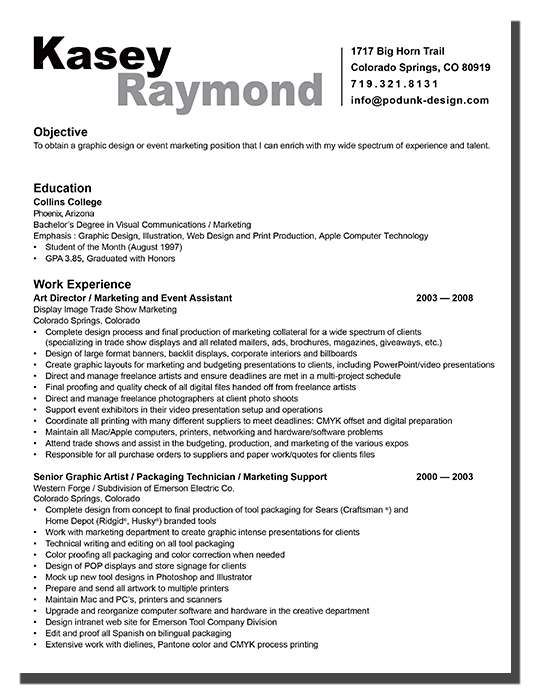 Kasey
Raymond
1717 Big Horn Trail
Colorado Springs, CO 80919
719.321.8131
info@podunk-design.com
Objective
To obtain a graphic design or event marketing position that I can enrich with my wide spectrum of experience and talent.
Education
Collins College
Phoenix, Arizona
Bachelor's Degree in Visual Communications / Marketing
Emphasis : Graphic Design, Illustration, Web Design and Print Production, Apple Computer Technology
• Student of the Month (August 1997)
• GPA 3.85, Graduated with Honors
Work Experience
Art Director / Marketing and Event Assistant 2003 — 2008
Display Image Trade Show Marketing
Colorado Springs, Colorado
• Complete design process and final production of marketing collateral for a wide spectrum of clients
(specializing in trade show displays and all related mailers, ads, brochures, magazines, giveaways, etc.)
• Design of large format banners, backlit displays, corporate interiors and billboards
• Create graphic layouts for marketing and budgeting presentations to clients, including PowerPoint/video presentations
• Direct and manage freelance artists and ensure deadlines are met in a multi-project schedule
• Final proofing and quality check of all digital files handed off from freelance artists
• Direct and manage freelance photographers at client photo shoots
• Support event exhibitors in their video presentation setup and operations
• Coordinate all printing with many different suppliers to meet deadlines: CMYK offset and digital preparation
• Maintain all Mac/Apple computers, printers, networking and hardware/software problems
• Attend trade shows and assist in the budgeting, production, and marketing of the various expos
• Responsible for all purchase orders to suppliers and paper work/quotes for clients files
Senior Graphic Artist / Packaging Technician / Marketing Support 2000 — 2003
Western Forge / Subdivision of Emerson Electric Co.
Colorado Springs, Colorado
• Complete design from concept to final production of tool packaging for Sears (Craftsman ®) and
Home Depot (Ridgid®, Husky®) branded tools
• Work with marketing department to create graphic intense presentations for clients
• Technical writing and editing on all tool packaging
• Color proofing all packaging and color correction when needed
• Design of POP displays and store signage for clients
• Mock up new tool designs in Photoshop and Illustrator
• Prepare and send all artwork to multiple printers
• Maintain Mac and PC's, printers and scanners
• Upgrade and reorganize computer software and hardware in the creative department
• Design intranet web site for Emerson Tool Company Division
• Edit and proof all Spanish on bilingual packaging
• Extensive work with dielines, Pantone color and CMYK process printing